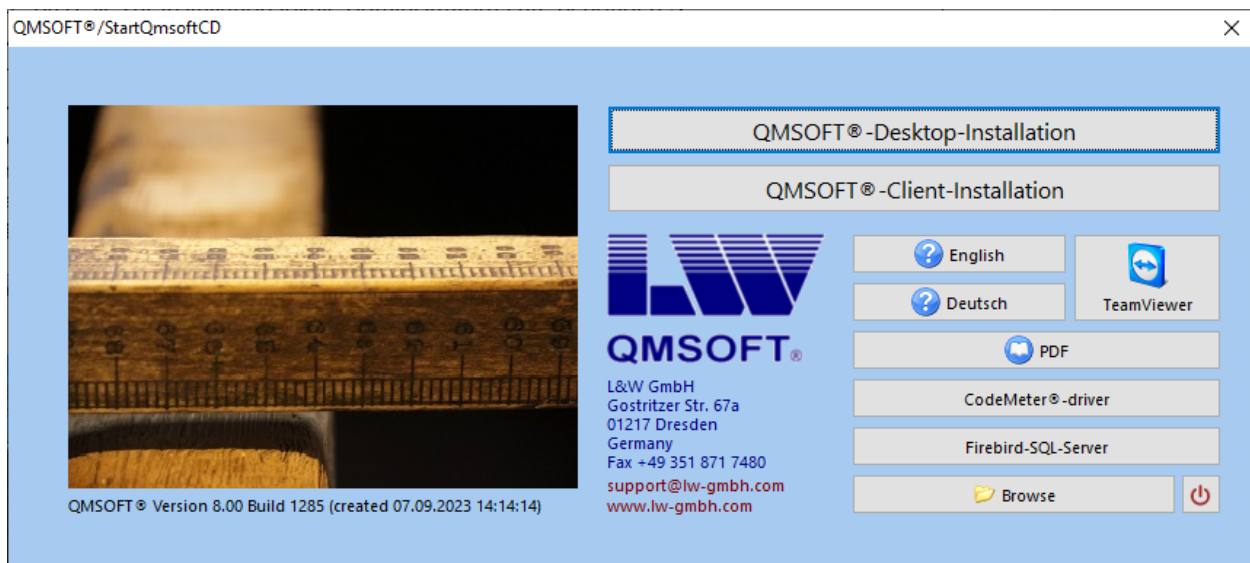 QMSOFT®/StartQmsoftCD
QMSOFT®-Desktop-Installation
QMSOFT®-Client-Installation
LW
QMSOFT®
L&W GmbH
Gostritzer Str. 67a
01217 Dresden
Germany
Fax +49 351 871 7480
support@lw-gmbh.com
www.lw-gmbh.com
English
Deutsch
TeamViewer
PDF
CodeMeter®-driver
Firebird-SQL-Server
Browse
QMSOFT® Version 8.00 Build 1285 (created 07.09.2023 14:14:14)